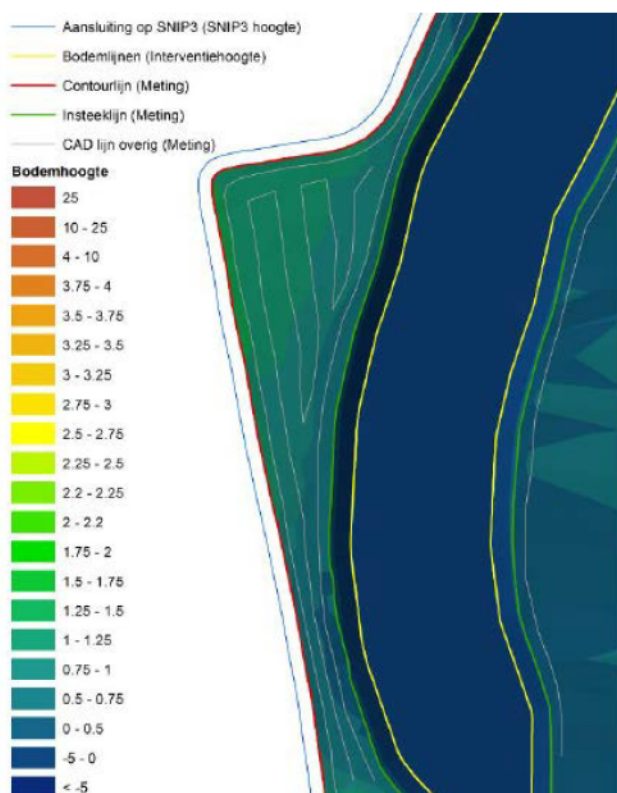 Aansluiting op SNIP3 (SNIP3 hoogte)
Bodemlijnen (Interventiehoogte)
Contourlijn (Meting)
Insteeklijn (Meting)
CAD lijn overig (Meting)
Bodemhoogte
25
10 - 25
4 - 10
3.75 - 4
3.5 - 3.75
3.25 - 3.5
3 - 3.25
2.75 - 3
2.5 - 2.75
2.25 - 2.5
2.2 - 2.25
2 - 2.2
1.75 - 2
1.5 - 1.75
1.25 - 1.5
1 - 1.25
0.75 - 1
0.5 - 0.75
0 - 0.5
-5 - 0
< -5